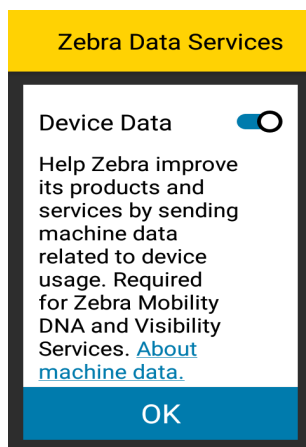 Zebra Data Services
Device Data
Help Zebra improve
its products and
services by sending
machine data
related to device
usage. Required
for Zebra Mobility
DNA and Visibility
Services. About
machine data.
OK